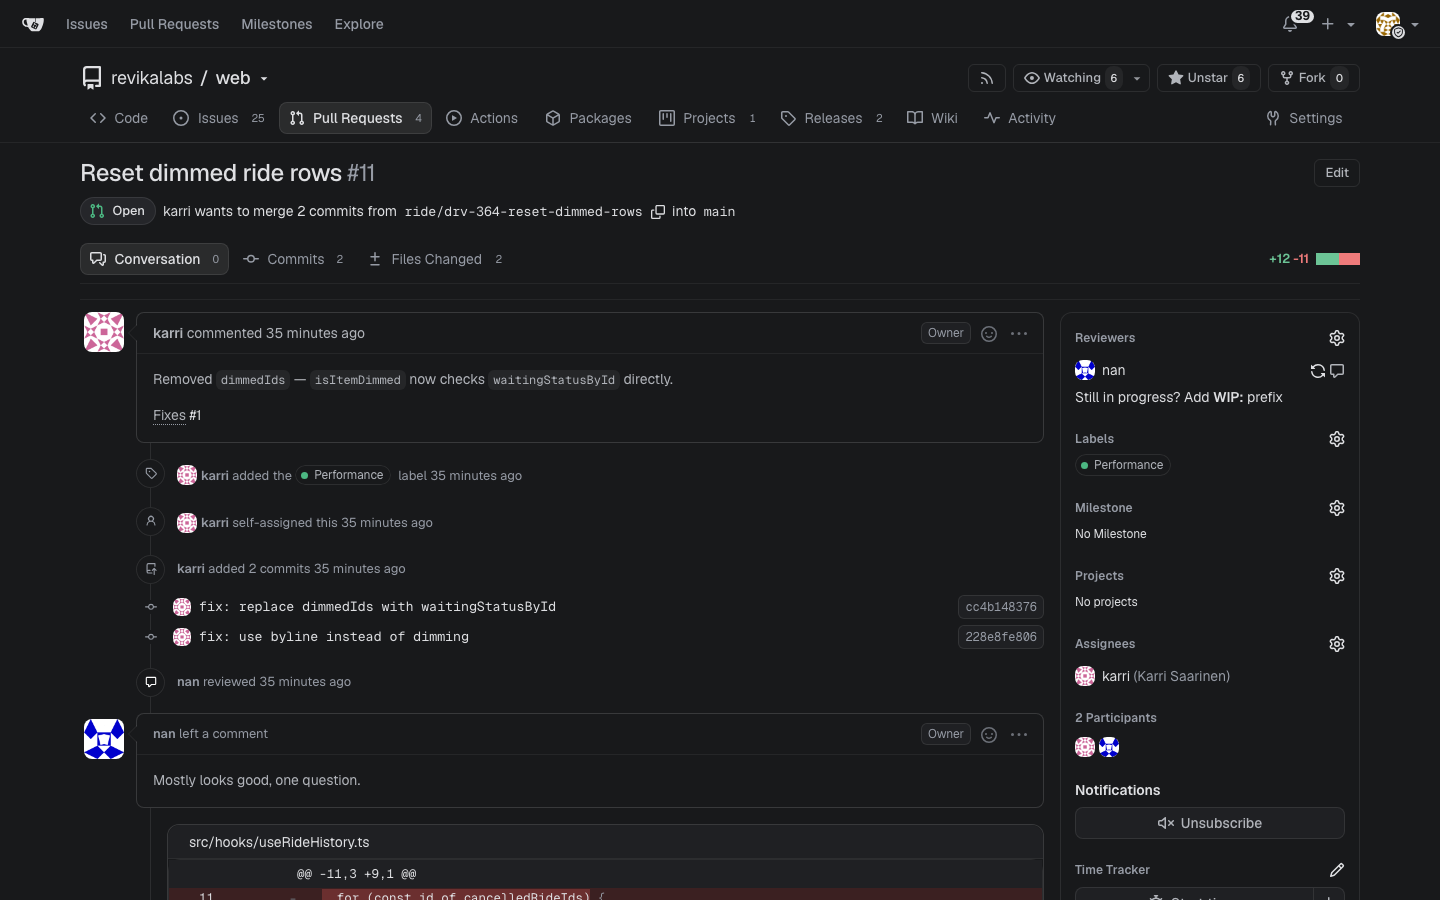 Issues Pull Requests Milestones Explore 39
revikalabs / web Watching 6 Unstar 6 Fork 0
Code Issues 25 Pull Requests 4 Actions Packages Projects 1 Releases 2 Wiki Activity Settings
Reset dimmed ride rows #11 Edit
Open karri wants to merge 2 commits from ride/drv-364-reset-dimmed-rows into main
Conversation 0 Commits 2 Files Changed 2 +12 -11
karri commented 35 minutes ago Owner
Removed dimmedIds — isItemDimmed now checks waitingStatusById directly.
Fixes #1
karri added the Performance label 35 minutes ago
karri self-assigned this 35 minutes ago
karri added 2 commits 35 minutes ago
fix: replace dimmedIds with waitingStatusById cc4b148376
fix: use byline instead of dimming 228e8fe806
nan reviewed 35 minutes ago
nan left a comment Owner
Mostly looks good, one question.
src/hooks/useRideHistory.ts
@@ -11,3 +9,1 @@
11 - for (const id of cancelledRideIds) {
Reviewers
nan
Still in progress? Add WIP: prefix
Labels
Performance
Milestone
No Milestone
Projects
No projects
Assignees
karri (Karri Saarinen)
2 Participants
Notifications
Unsubscribe
Time Tracker